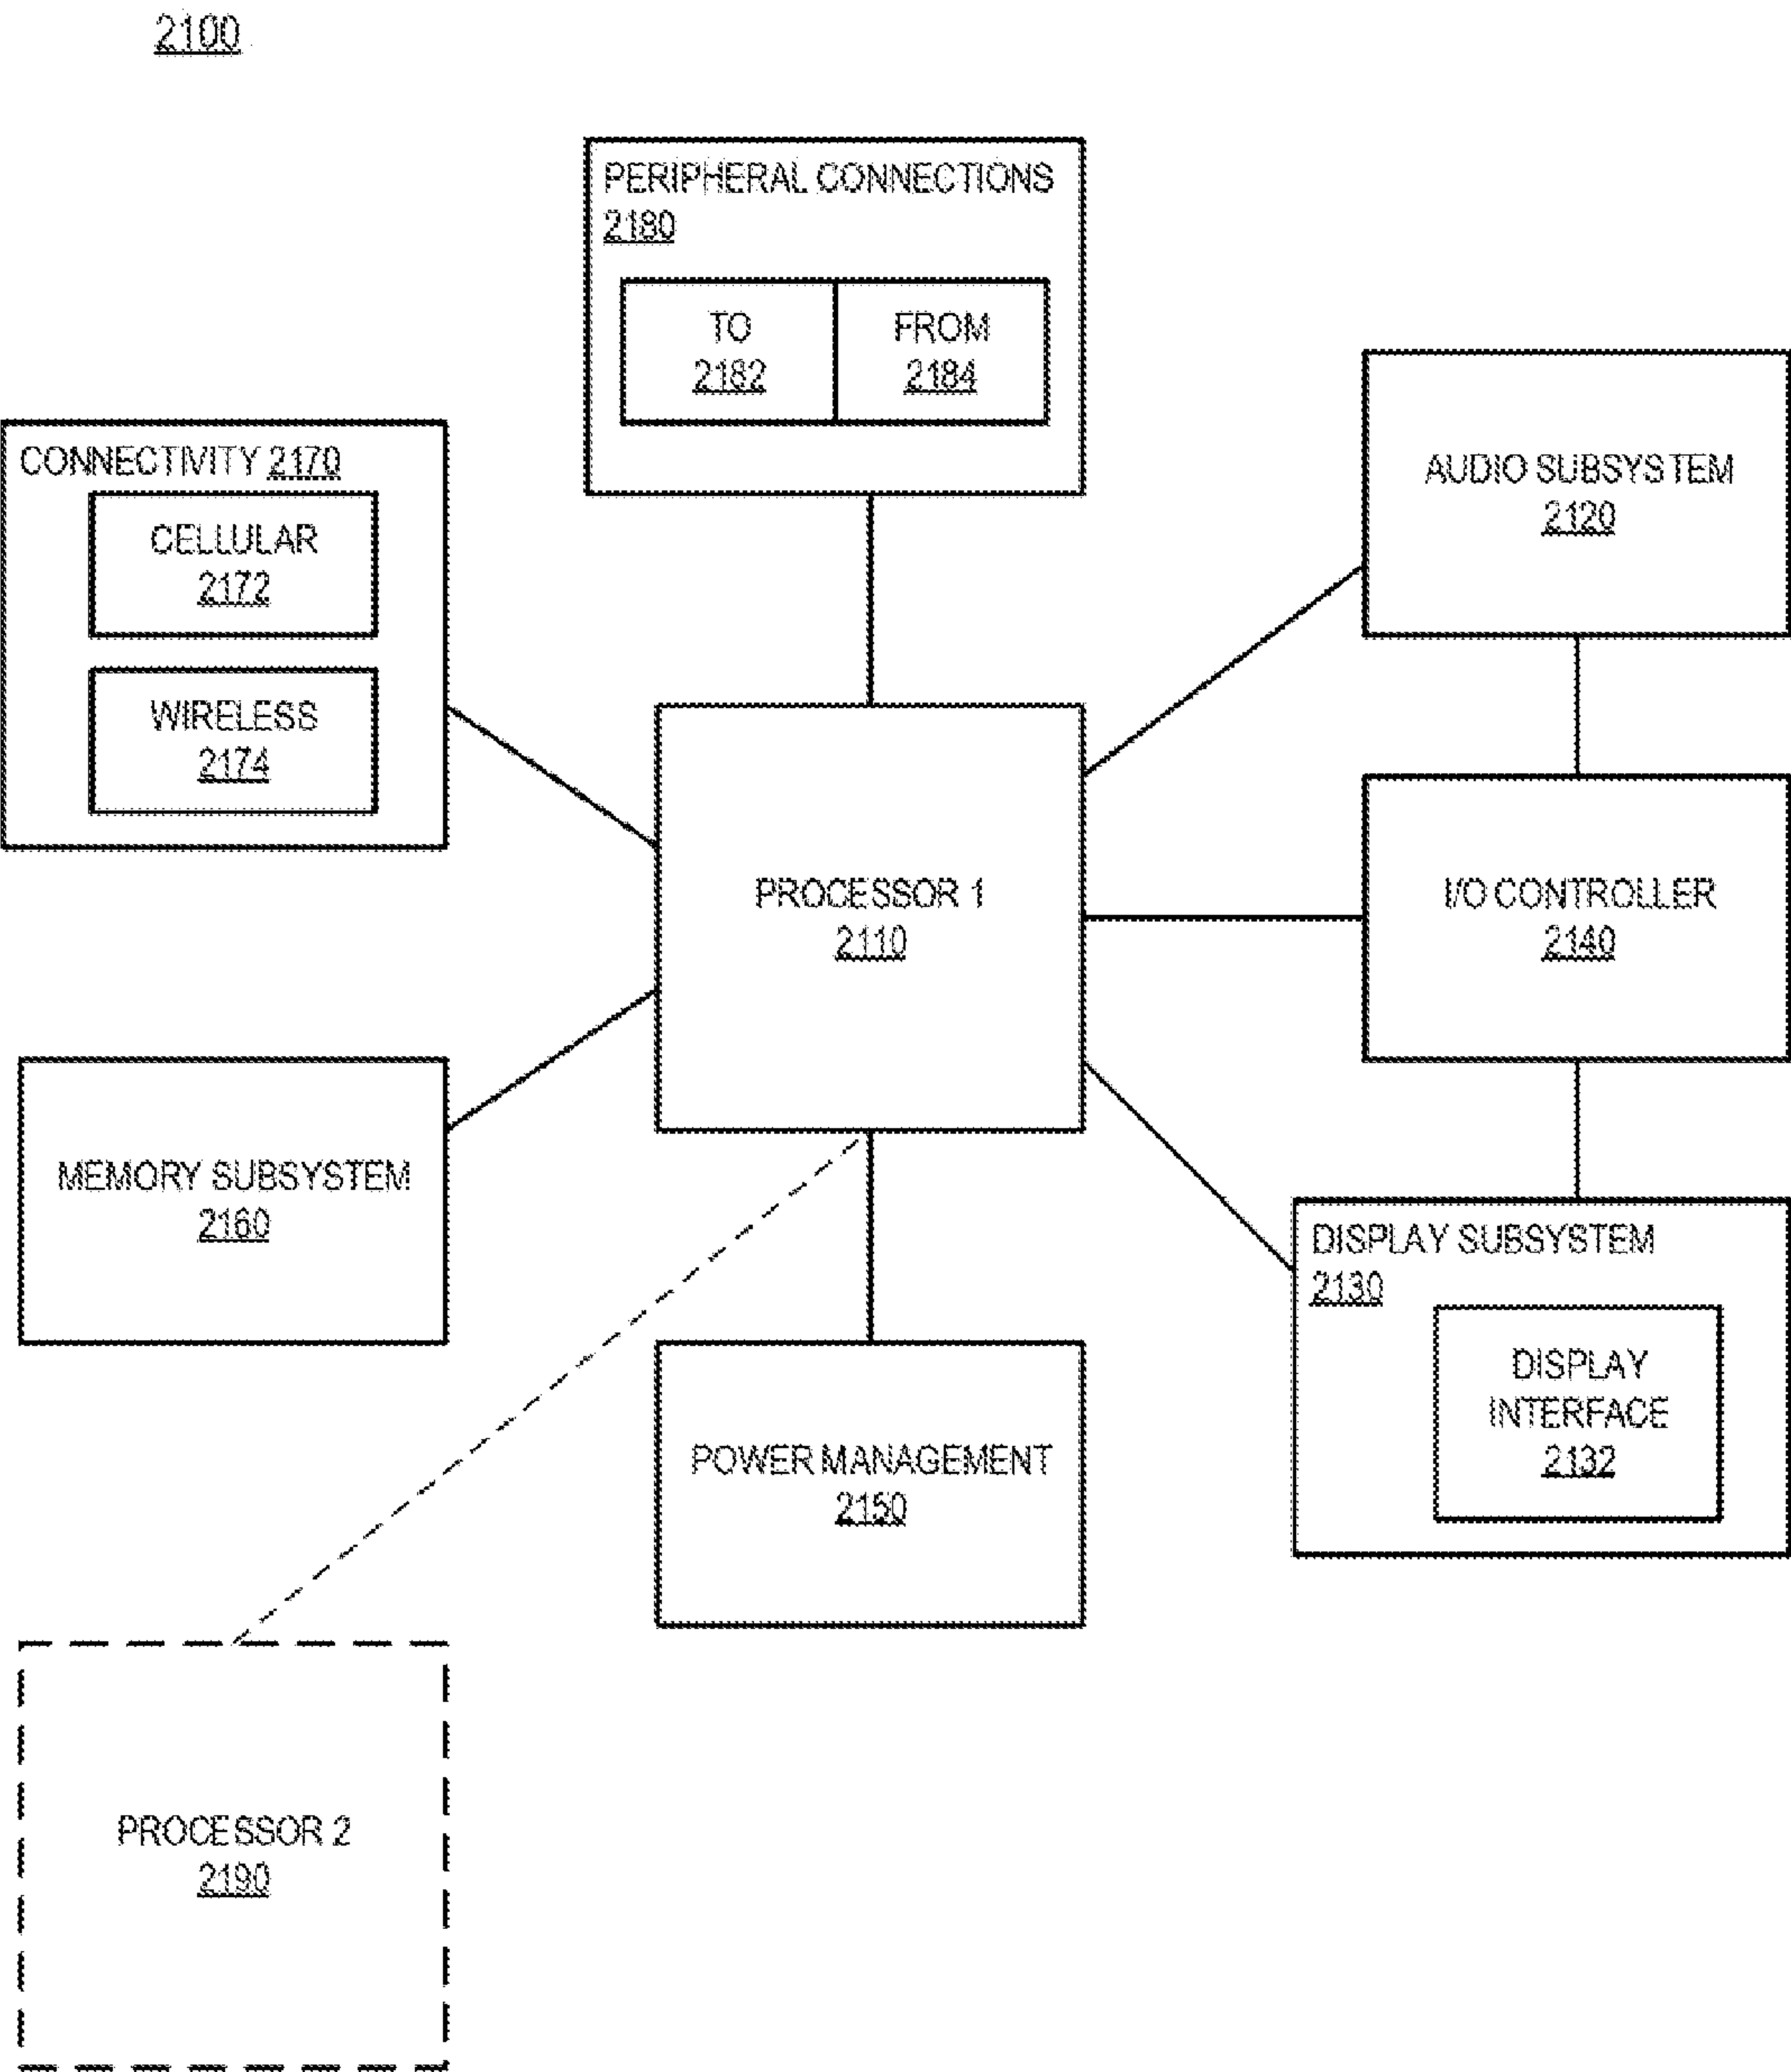 2100
PERIPHERAL CONNECTIONS
2180
TO
2182
FROM
2184
CONNECTIVITY 2170
CELLULAR
2172
WIRELESS
2174
AUDIO SUBSYSTEM
2120
PROCESSOR 1
2110
I/O CONTROLLER
2140
MEMORY SUBSYSTEM
2160
DISPLAY SUBSYSTEM
2130
DISPLAY
INTERFACE
2132
POWER MANAGEMENT
2150
PROCESSOR 2
2190